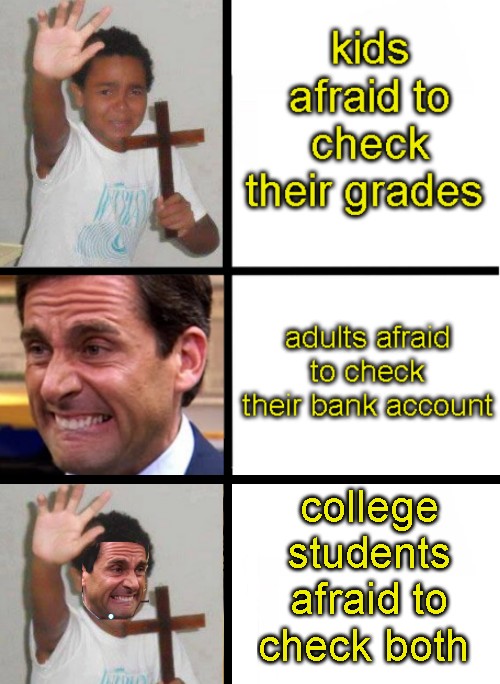 kids
afraid to
check
their grades
adults afraid
to check
their bank account
college
students
afraid to
check both